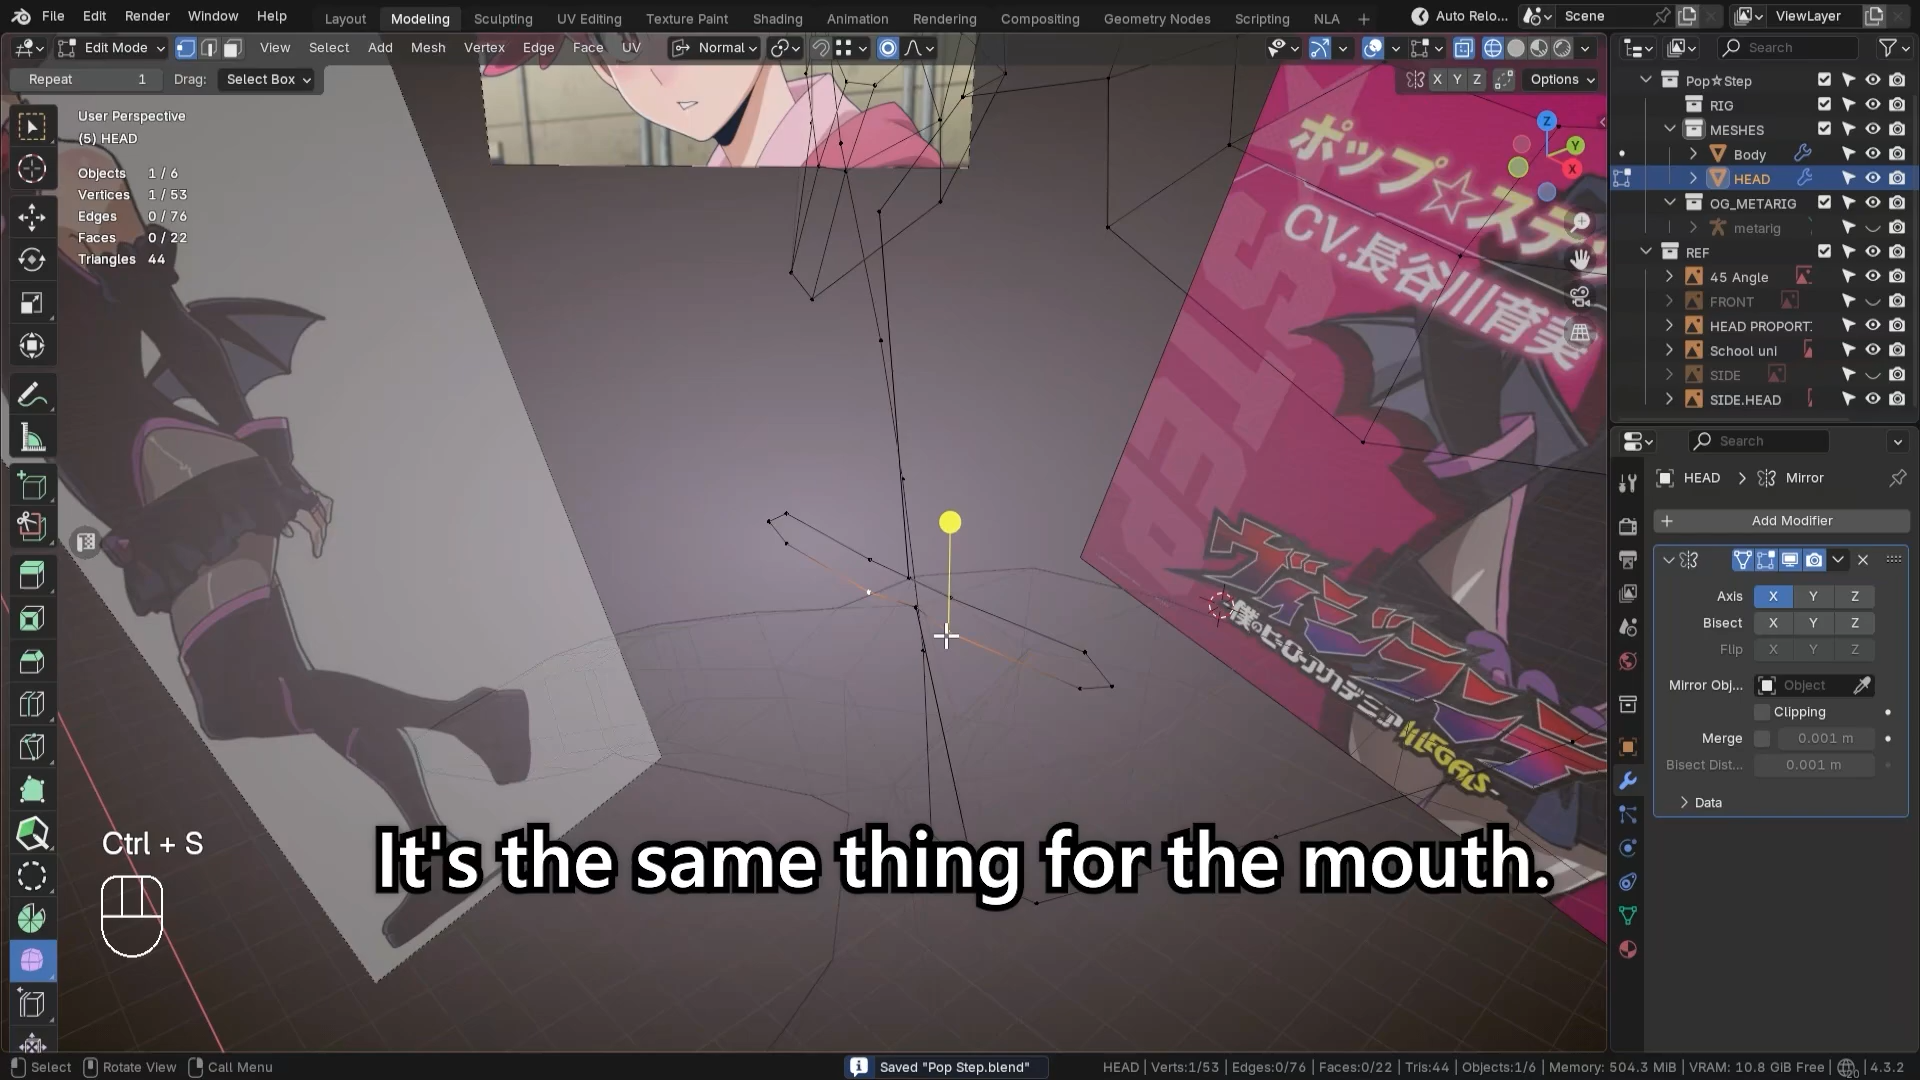 File Edit Render Window Help
Layout Modeling Sculpting UV Editing Texture Paint Shading Animation Rendering Compositing Geometry Nodes Scripting NLA
Auto Relo... Scene ViewLayer
Edit Mode View Select Add Mesh Vertex Edge Face UV Normal
Search
Repeat 1 Drag: Select Box
X Y Z Options
User Perspective
(5) HEAD
Objects 1 / 6
Vertices 1 / 53
Edges 0 / 76
Faces 0 / 22
Triangles 44
Z
Y
X
ポップ☆ステ
CV.長谷川育美
STEP
ヴィジランテ
僕のヒーローアカデミア ILLEGALS-
Pop☆Step
RIG
MESHES
Body
HEAD
OG_METARIG
metarig
REF
45 Angle
FRONT
HEAD PROPORT:
School uni
SIDE
SIDE.HEAD
Search
HEAD Mirror
Add Modifier
Axis X Y Z
Bisect X Y Z
Flip X Y Z
Mirror Obj... Object
Clipping
Merge 0.001 m
Bisect Dist... 0.001 m
Data
Ctrl + S
It's the same thing for the mouth.
Select Rotate View Call Menu
Saved "Pop Step.blend"
HEAD | Verts:1/53 | Edges:0/76 | Faces:0/22 | Tris:44 | Objects:1/6 | Memory: 504.3 MiB | VRAM: 10.8 GiB Free | 4.3.2